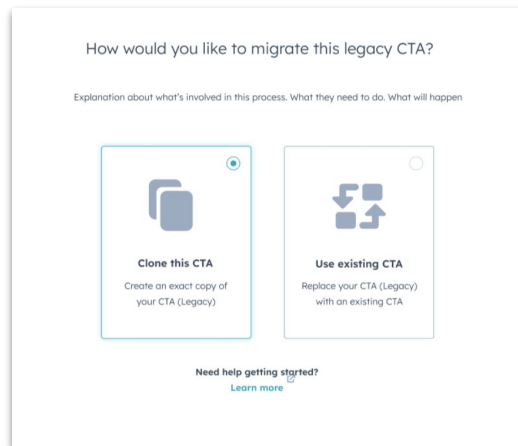 How would you like to migrate this legacy CTA?
Explanation about what's involved in this process. What they need to do. What will happen
Clone this CTA
Create an exact copy of
your CTA (Legacy)
Use existing CTA
Replace your CTA (Legacy)
with an existing CTA
Need help getting started?
Learn more